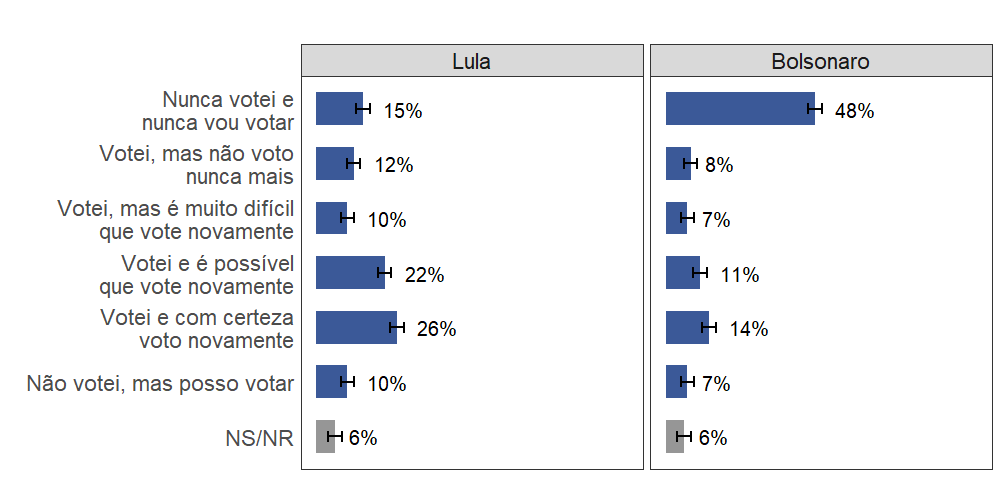 Lula
Bolsonaro
Nunca votei e
nunca vou votar
15%
48%
Votei, mas não voto
nunca mais
12%
8%
Votei, mas é muito difícil
que vote novamente
10%
7%
Votei e é possível
que vote novamente
22%
11%
Votei e com certeza
voto novamente
26%
14%
Não votei, mas posso votar
10%
7%
NS/NR
6%
6%